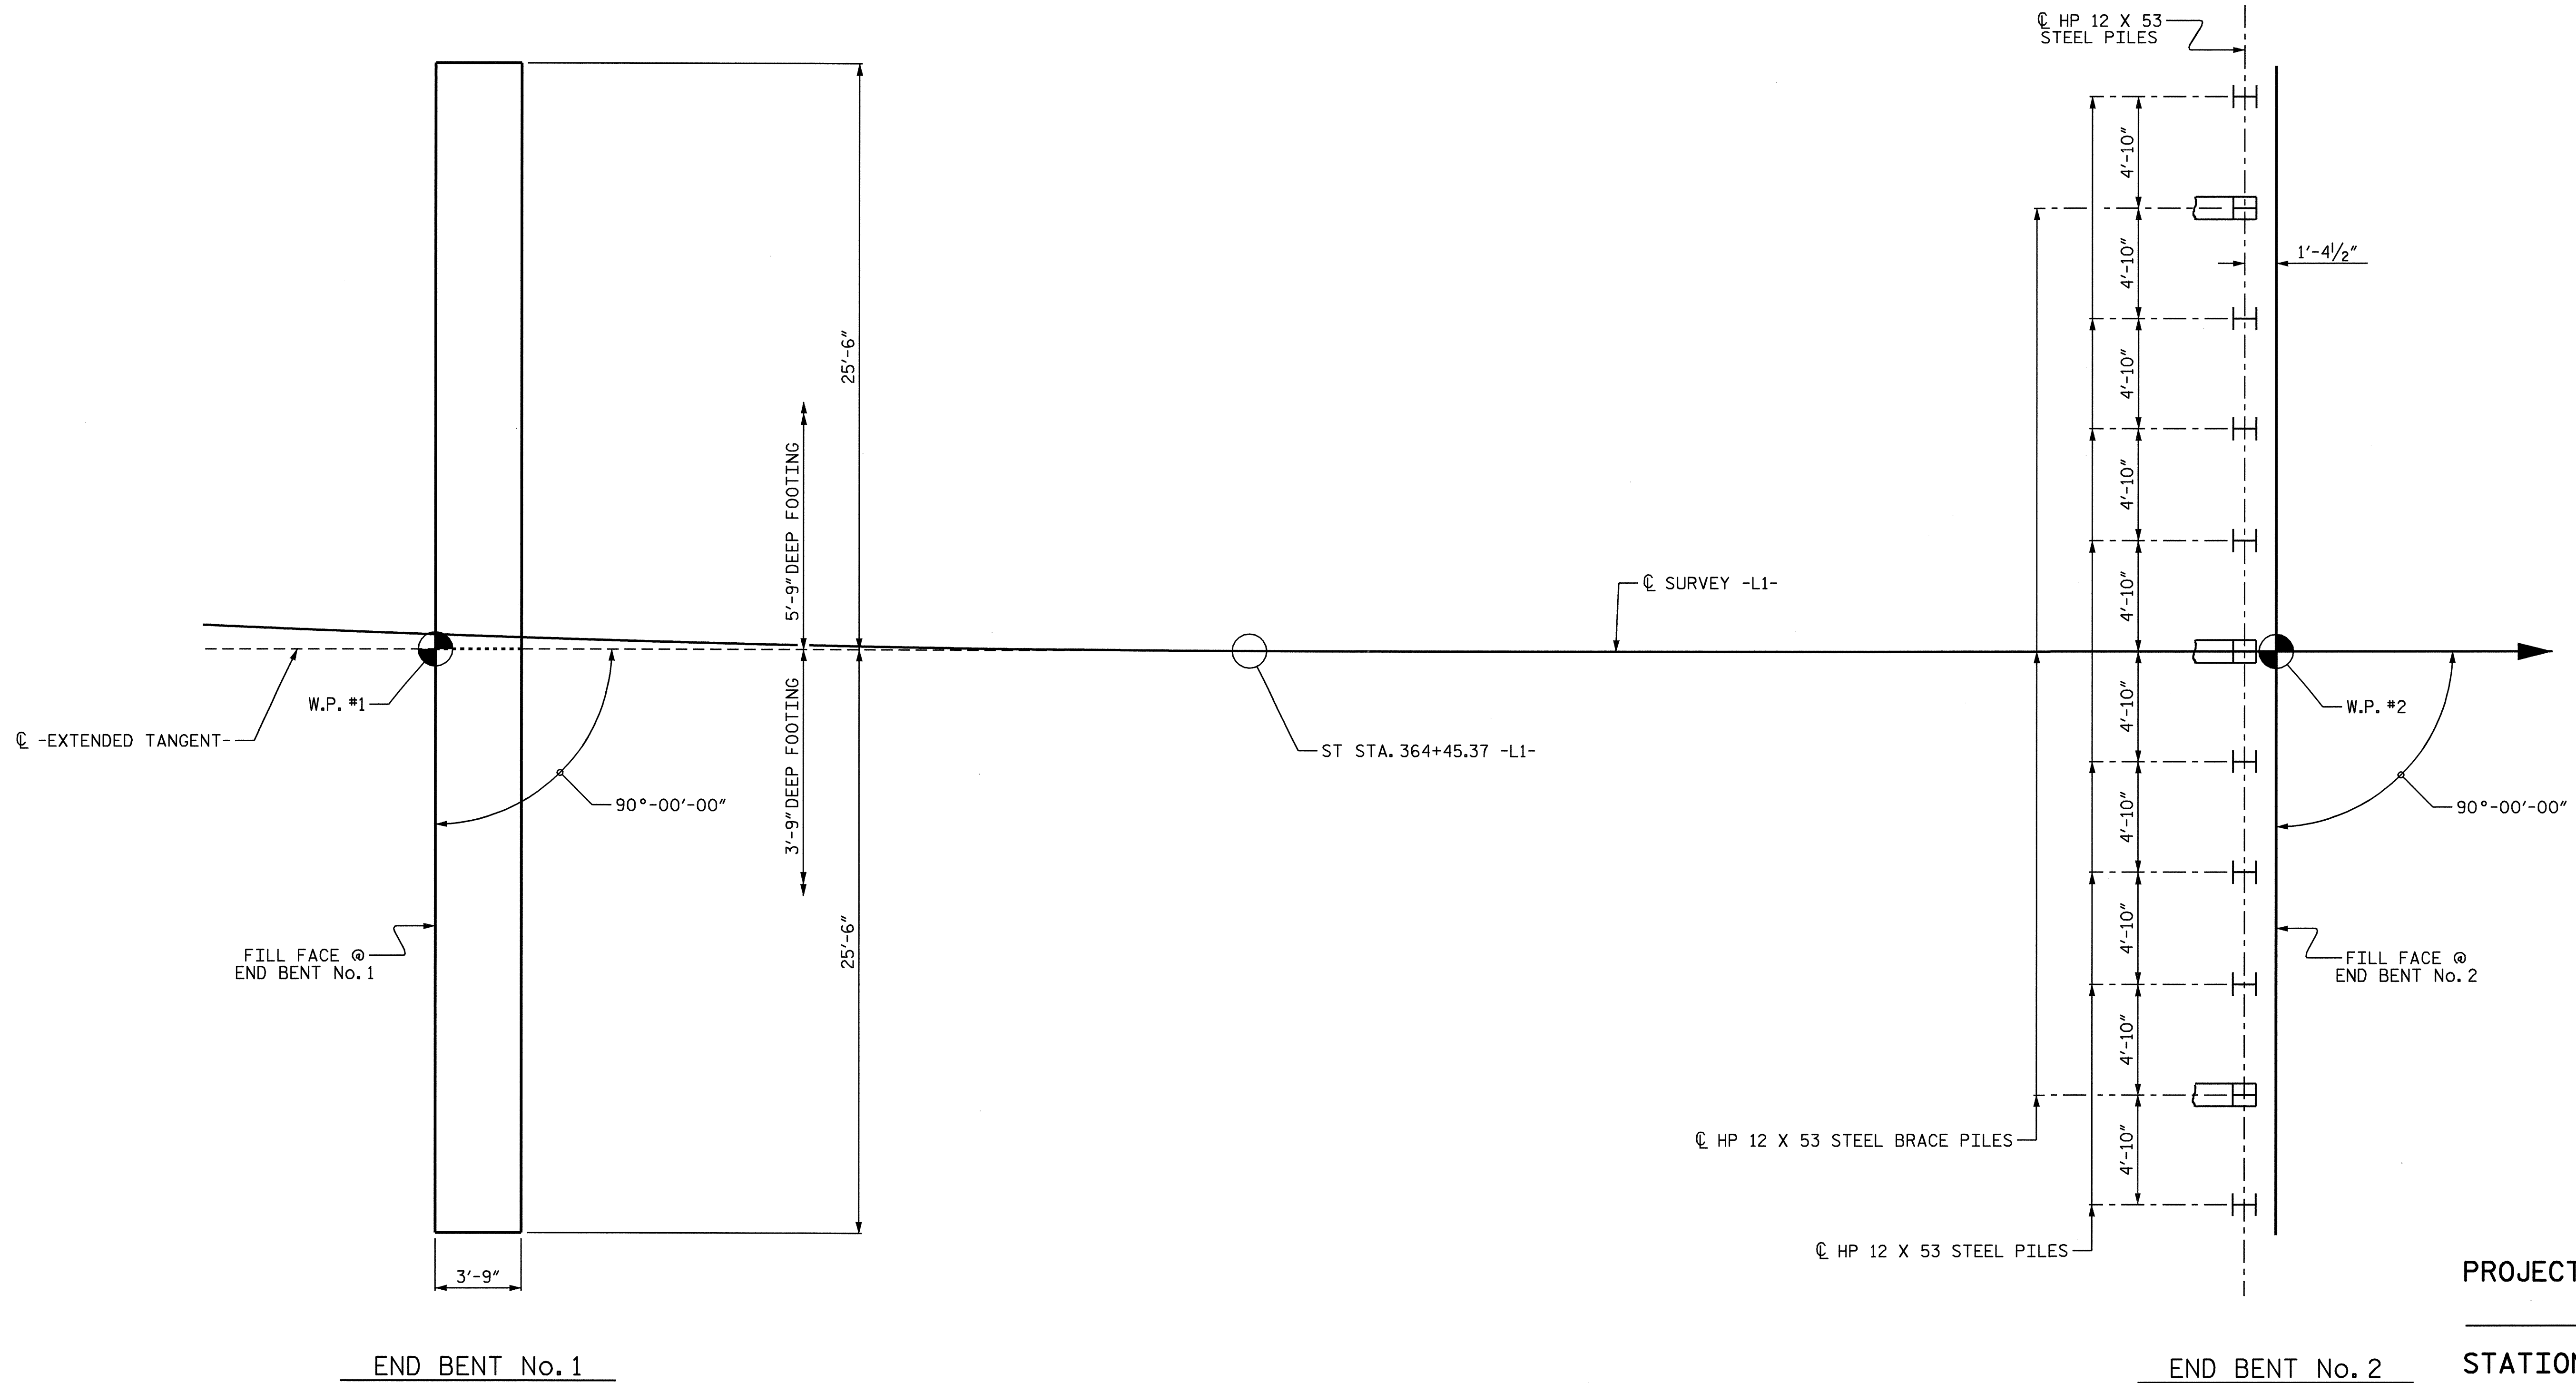 ℄ HP 12 X 53
STEEL PILES
4'-10"
4'-10"
1'-4½"
4'-10"
25'-6"
4'-10"
5'-9" DEEP FOOTING
4'-10"
℄ SURVEY -L1-
W.P. #1
3'-9" DEEP FOOTING
4'-10"
W.P. #2
℄ -EXTENDED TANGENT-
ST STA. 364+45.37 -L1-
90°-00'-00"
4'-10"
90°-00'-00"
25'-6"
4'-10"
FILL FACE @
END BENT No. 1
FILL FACE @
END BENT No. 2
4'-10"
℄ HP 12 X 53 STEEL BRACE PILES
4'-10"
℄ HP 12 X 53 STEEL PILES
3'-9"
PROJECT
END BENT No. 1
END BENT No. 2
STATION